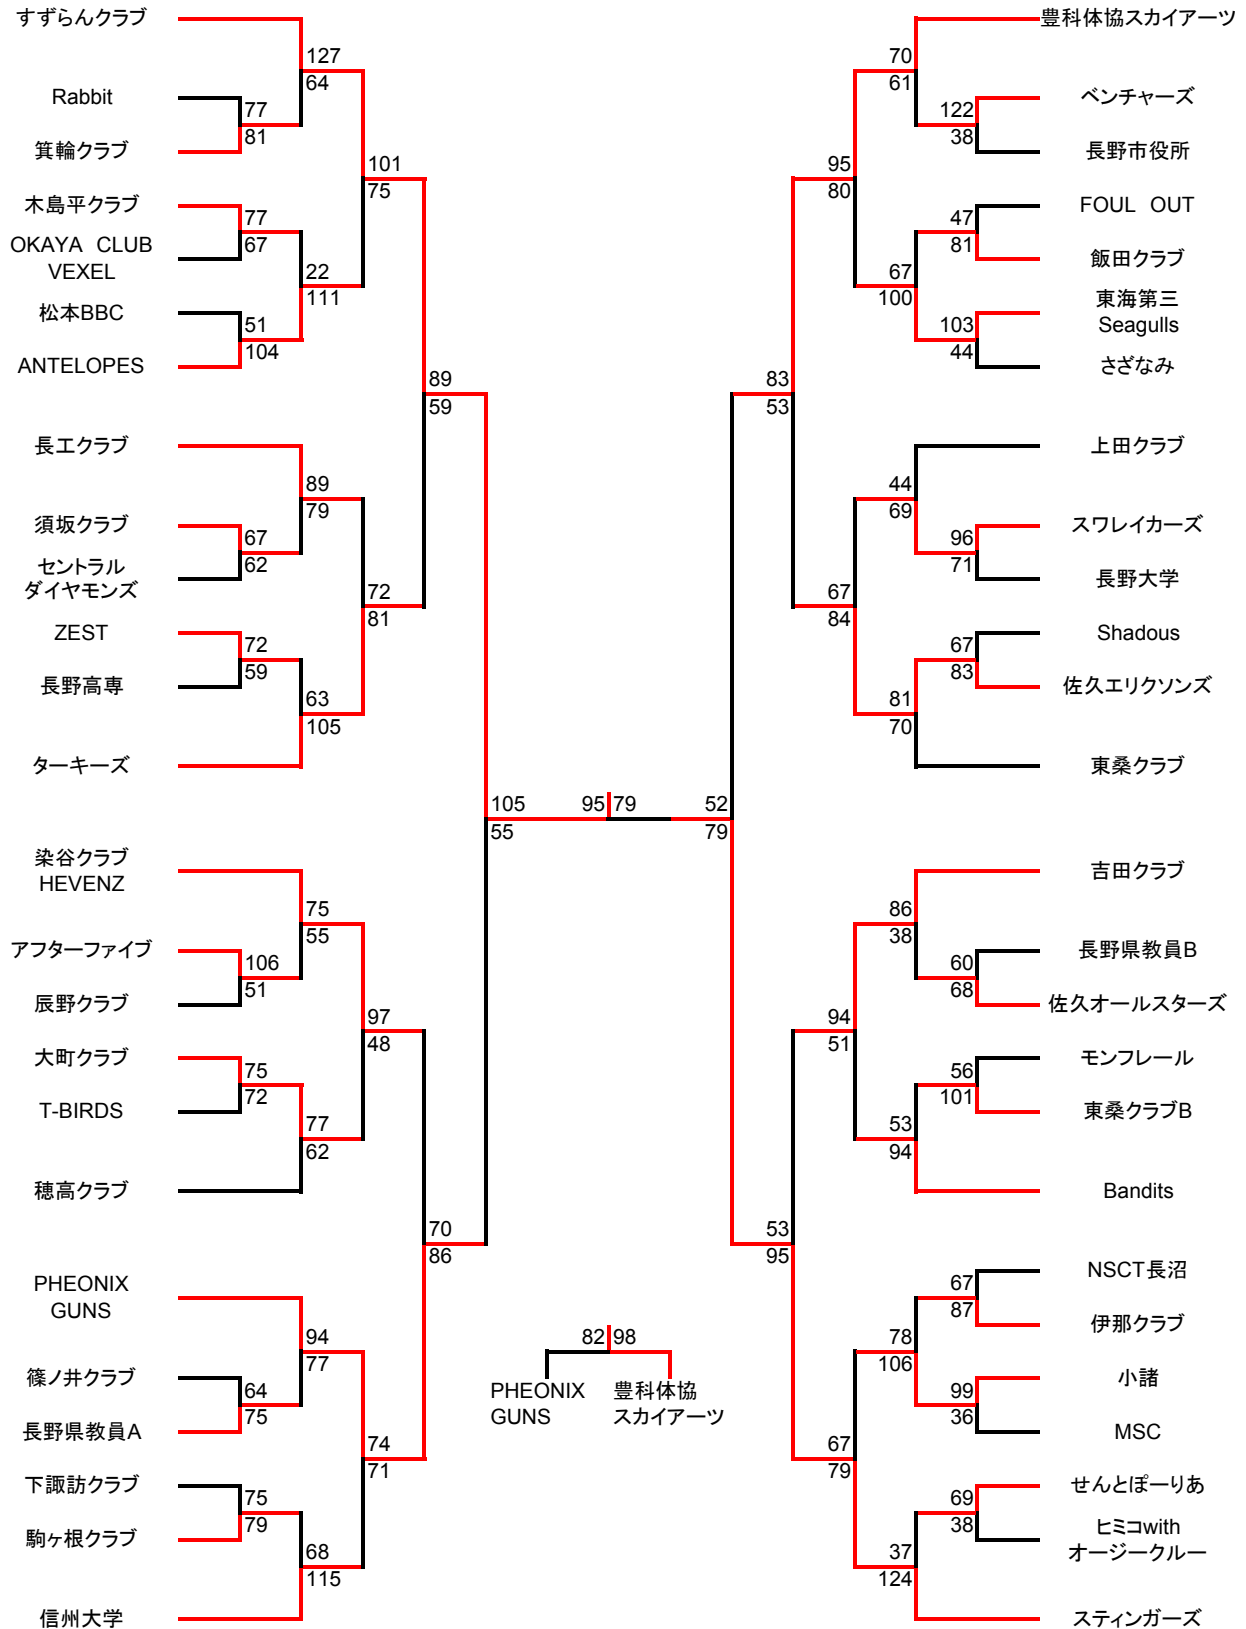 すずらんクラブ
127
64
Rabbit
77
81
箕輪クラブ
101
75
木島平クラブ
77
67
OKAYA CLUB
VEXEL
22
111
松本BBC
51
104
ANTELOPES
89
59
長工クラブ
89
79
須坂クラブ
67
62
セントラル
ダイヤモンズ
72
81
ZEST
72
59
長野高専
63
105
ターキーズ
105
55
染谷クラブ
HEVENZ
75
55
アフターファイブ
106
51
辰野クラブ
97
48
大町クラブ
75
72
T-BIRDS
77
62
穂高クラブ
70
86
PHEONIX
GUNS
94
77
篠ノ井クラブ
64
75
長野県教員A
74
71
下諏訪クラブ
75
79
駒ヶ根クラブ
68
115
信州大学
95 79
82 98
PHEONIX
GUNS
豊科体協
スカイアーツ
豊科体協スカイアーツ
70
61
ベンチャーズ
122
38
長野市役所
95
80
FOUL OUT
47
81
飯田クラブ
67
100
東海第三
Seagulls
103
44
さざなみ
83
53
上田クラブ
44
69
スワレイカーズ
96
71
長野大学
67
84
Shadous
67
83
佐久エリクソンズ
81
70
東桑クラブ
52
79
吉田クラブ
86
38
長野県教員B
60
68
佐久オールスターズ
94
51
モンフレール
56
101
東桑クラブB
53
94
Bandits
53
95
NSCT長沼
67
87
伊那クラブ
78
106
小諸
99
36
MSC
67
79
せんとぽーりあ
69
38
ヒミコwith
オージークルー
37
124
スティンガーズ